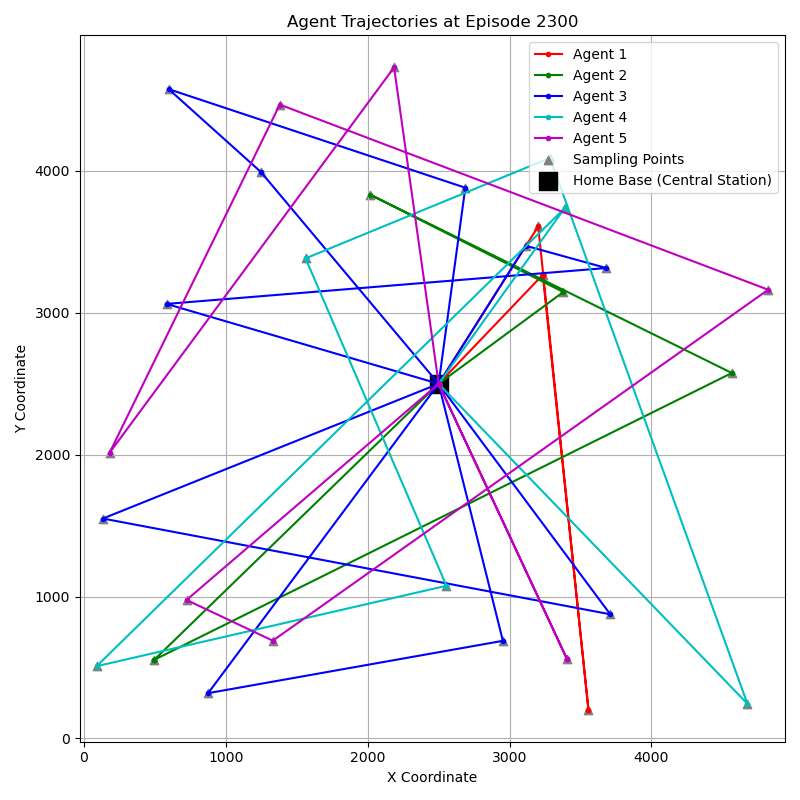 Agent Trajectories at Episode 2300
Agent 1
Agent 2
Agent 3
Agent 4
Agent 5
Sampling Points
Home Base (Central Station)
Y Coordinate
4000
3000
2000
1000
0
0 1000 2000 3000 4000
X Coordinate